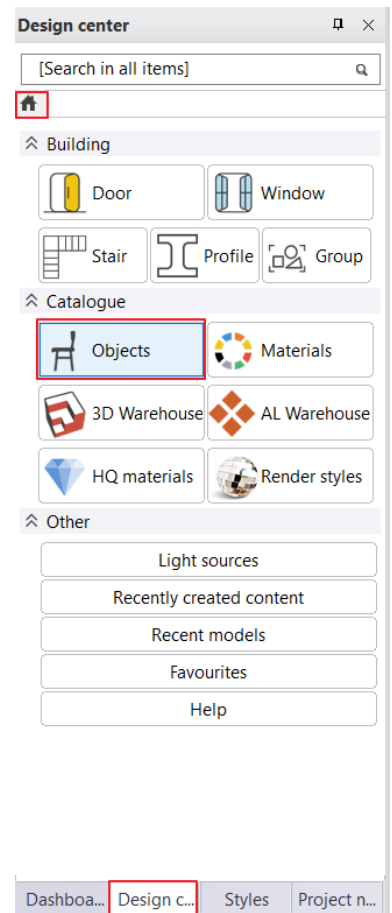 Design center
[Search in all items]
Building
Door
Window
Stair
Profile
Group
Catalogue
Objects
Materials
3D Warehouse
AL Warehouse
HQ materials
Render styles
Other
Light sources
Recently created content
Recent models
Favourites
Help
Dashboa... Design c... Styles Project n...